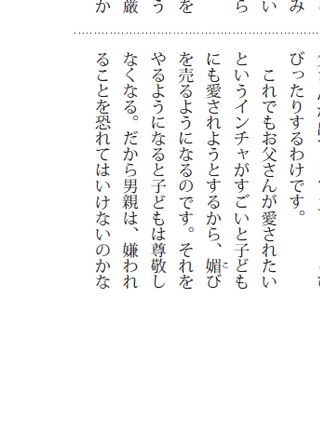 みい
びったりするわけです。
　これでもお父さんが愛されたい
というインチャがすごいと子ども
にも愛されようとするから、媚び
を売るようになるのです。それを
やるようになると子どもは尊敬し
なくなる。だから男親は、嫌われ
ることを恐れてはいけないのかな